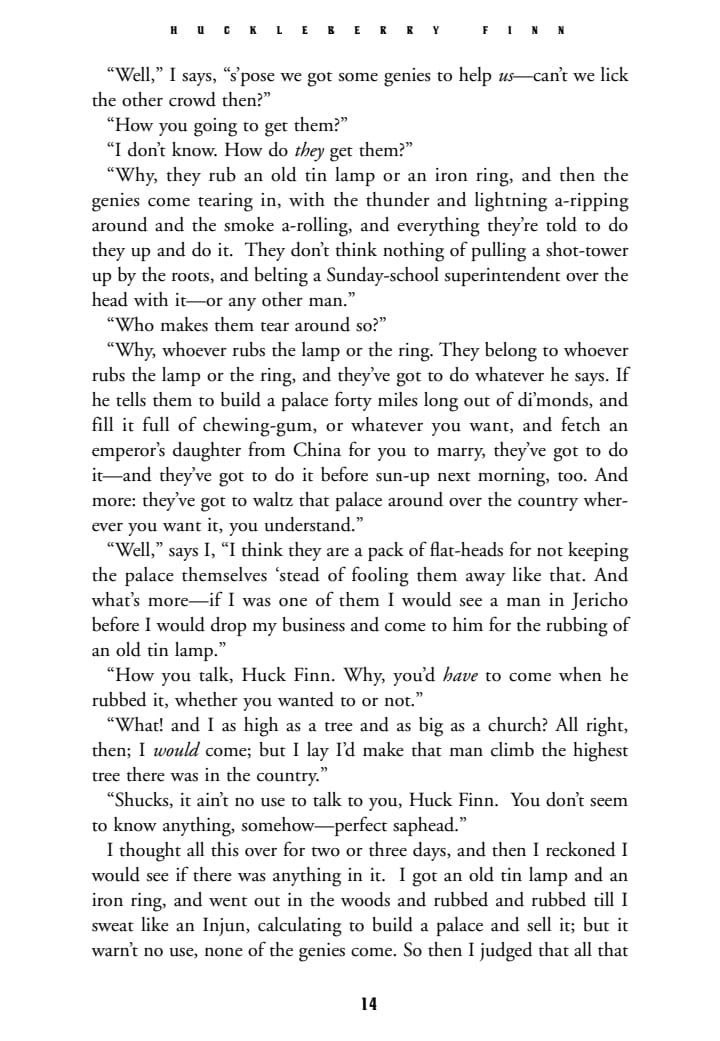 HUCKLEBERRY FINN
“Well,” I says, “s’pose we got some genies to help us—can’t we lick
the other crowd then?”
“How you going to get them?”
“I don’t know. How do they get them?”
“Why, they rub an old tin lamp or an iron ring, and then the
genies come tearing in, with the thunder and lightning a-ripping
around and the smoke a-rolling, and everything they’re told to do
they up and do it.  They don’t think nothing of pulling a shot-tower
up by the roots, and belting a Sunday-school superintendent over the
head with it—or any other man.”
“Who makes them tear around so?”
“Why, whoever rubs the lamp or the ring. They belong to whoever
rubs the lamp or the ring, and they’ve got to do whatever he says. If
he tells them to build a palace forty miles long out of di’monds, and
fill it full of chewing-gum, or whatever you want, and fetch an
emperor’s daughter from China for you to marry, they’ve got to do
it—and they’ve got to do it before sun-up next morning, too. And
more: they’ve got to waltz that palace around over the country wher-
ever you want it, you understand.”
“Well,” says I, “I think they are a pack of flat-heads for not keeping
the palace themselves ‘stead of fooling them away like that. And
what’s more—if I was one of them I would see a man in Jericho
before I would drop my business and come to him for the rubbing of
an old tin lamp.”
“How you talk, Huck Finn. Why, you’d have to come when he
rubbed it, whether you wanted to or not.”
“What! and I as high as a tree and as big as a church? All right,
then; I would come; but I lay I’d make that man climb the highest
tree there was in the country.”
“Shucks, it ain’t no use to talk to you, Huck Finn.  You don’t seem
to know anything, somehow—perfect saphead.”
I thought all this over for two or three days, and then I reckoned I
would see if there was anything in it.  I got an old tin lamp and an
iron ring, and went out in the woods and rubbed and rubbed till I
sweat like an Injun, calculating to build a palace and sell it; but it
warn’t no use, none of the genies come. So then I judged that all that
14